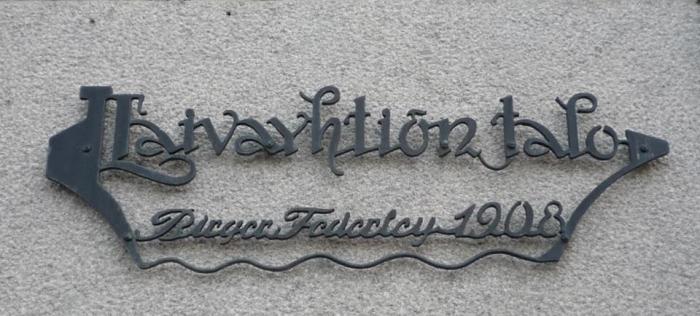 Laivayhtiön talo
Birger Federley 1908